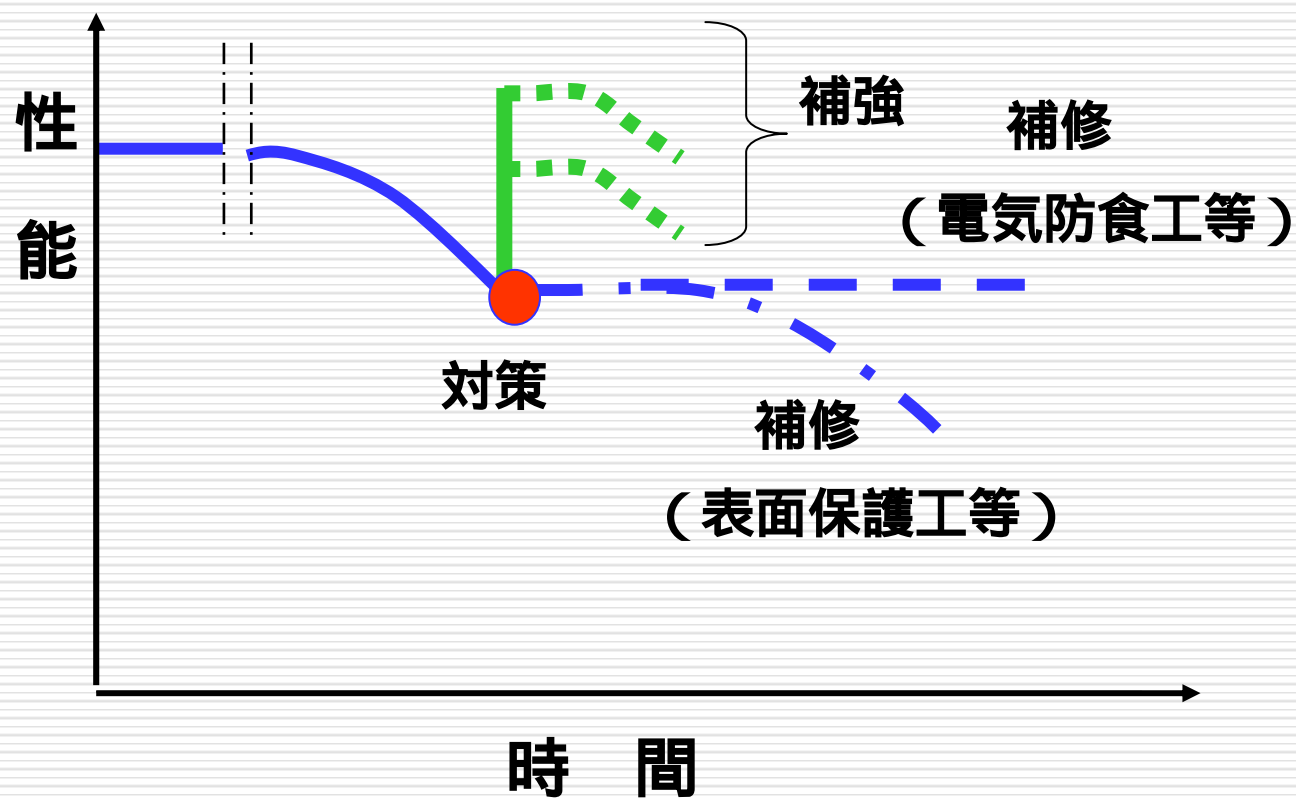 性
能
補強
補修
（電気防食工等）
対策
補修
（表面保護工等）
時　間